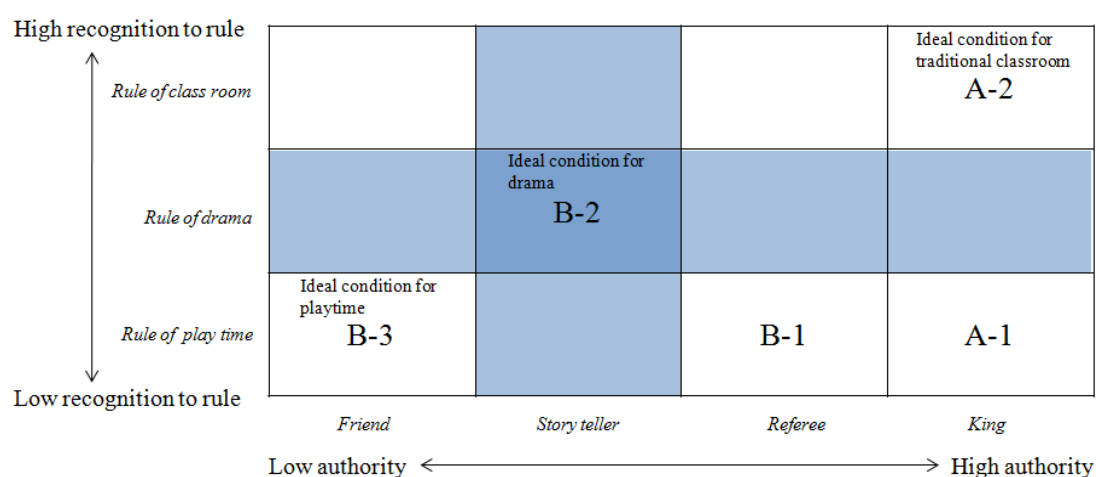 High recognition to rule
Ideal condition for
traditional classroom
A-2
Rule of class room
Ideal condition for
drama
B-2
Rule of drama
Ideal condition for
playtime
B-3
B-1
A-1
Rule of play time
Low recognition to rule
Friend
Story teller
Referee
King
Low authority
High authority